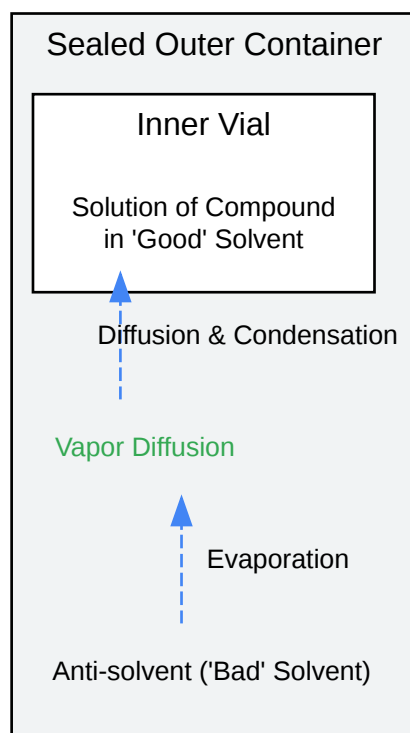 Sealed Outer Container
Inner Vial
Solution of Compound
in 'Good' Solvent
Diffusion & Condensation
Vapor Diffusion
Evaporation
Anti-solvent ('Bad' Solvent)